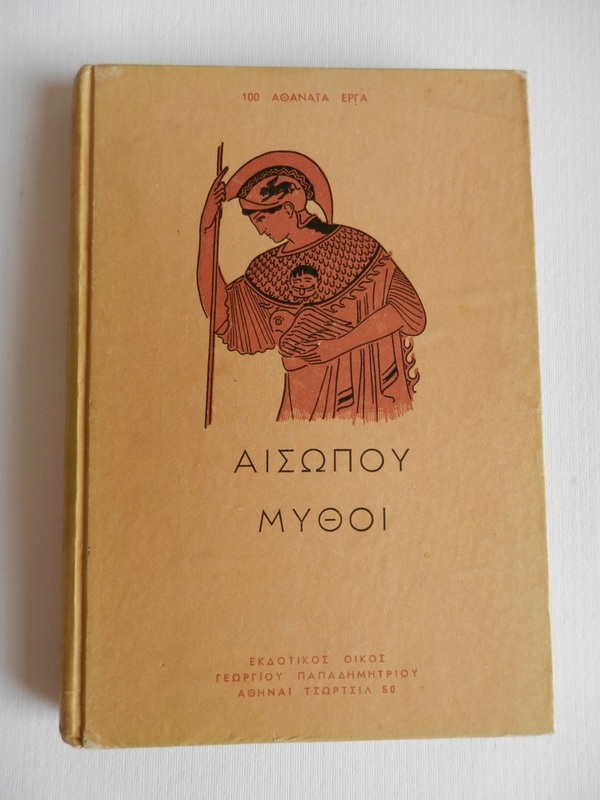 100 ΑΘΑΝΑΤΑ ΕΡΓΑ
ΑΙΣΩΠΟΥ
ΜΥΘΟΙ
ΕΚΔΟΤΙΚΟΣ ΟΙΚΟΣ
ΓΕΩΡΓΙΟΥ ΠΑΠΑΔΗΜΗΤΡΙΟΥ
ΑΘΗΝΑΙ ΤΣΩΡΤΣΙΛ 50